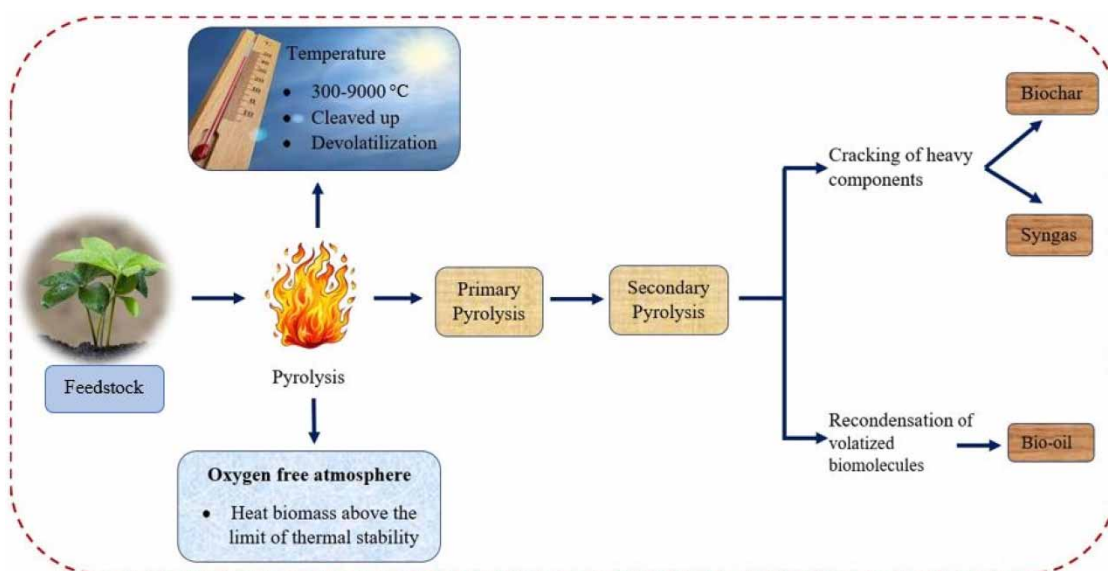 Temperature
• 300-9000 °C
• Cleaved up
• Devolatilization
Feedstock
Pyrolysis
Oxygen free atmosphere
• Heat biomass above the
limit of thermal stability
Primary
Pyrolysis
Secondary
Pyrolysis
Cracking of heavy
components
Biochar
Syngas
Recondensation of
volatized
biomolecules
Bio-oil